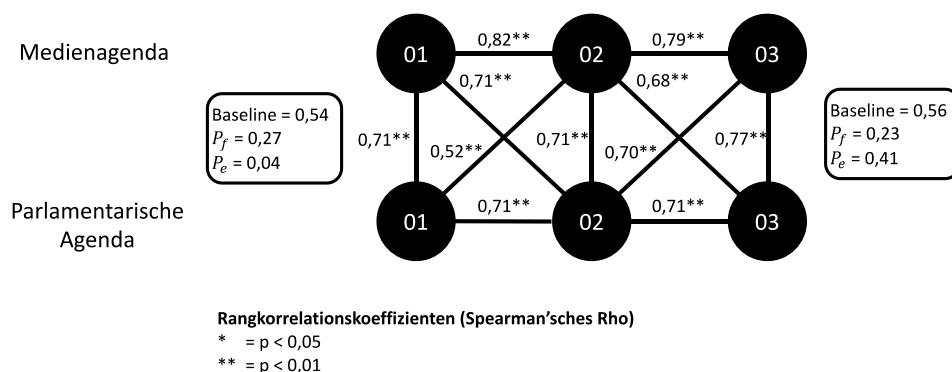 Medienagenda
01
0,82**
02
0,79**
03
0,71**
0,68**
Baseline = 0,54
P_f = 0,27
P_e = 0,04
0,71**
0,52**
0,71**
0,70**
0,77**
Baseline = 0,56
P_f = 0,23
P_e = 0,41
Parlamentarische
Agenda
01
0,71**
02
0,71**
03
Rangkorrelationskoeffizienten (Spearman’sches Rho)
* = p < 0,05
** = p < 0,01